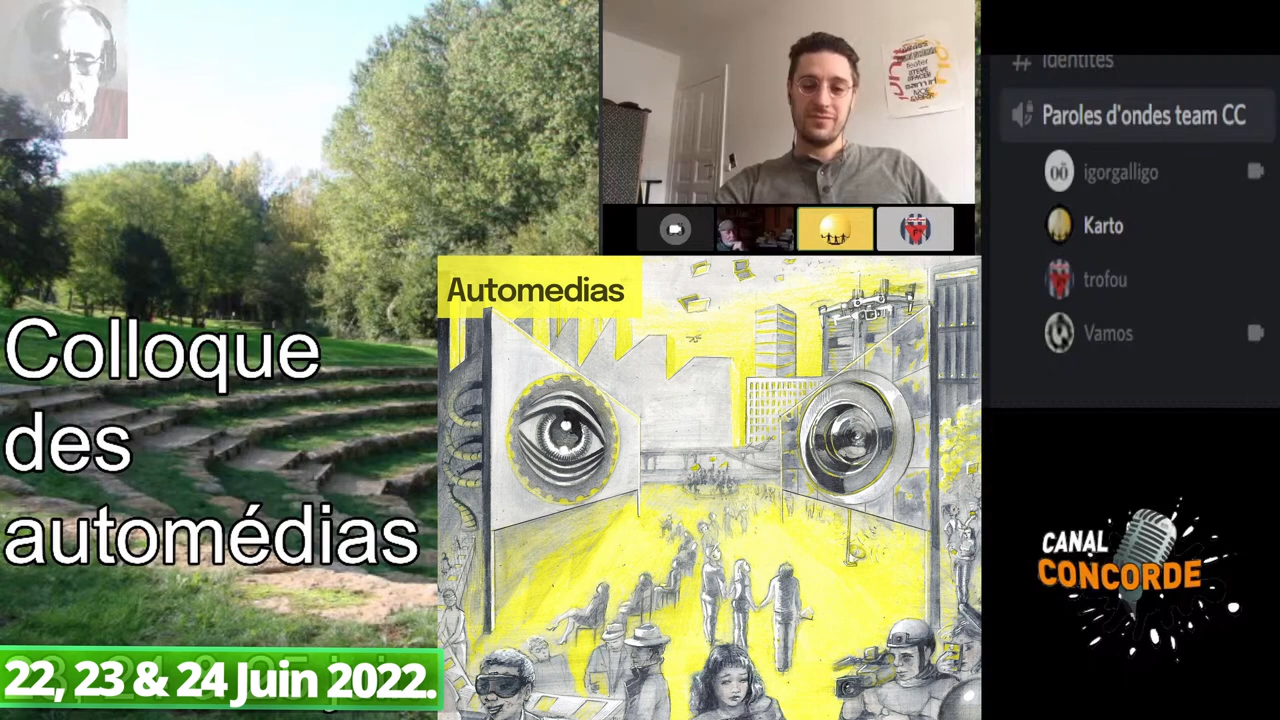 Colloque
des
automédias
22, 23 & 24 Juin 2022.
Automedias
identités
Paroles d'ondes team CC
igorgalligo
Karto
trofou
Vamos
CANAL
CONCORDE